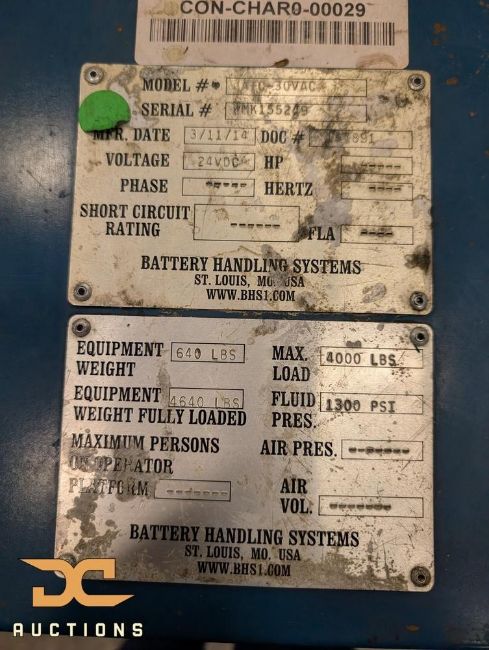 CON-CHAR0-00029
MODEL #
SERIAL # WMK155249
MFR. DATE 3/11/14 DOC #
VOLTAGE 24VDC HP ------
PHASE ----- HERTZ ----
SHORT CIRCUIT
RATING ------ FLA ----
BATTERY HANDLING SYSTEMS
ST. LOUIS, MO. USA
WWW.BHS1.COM
EQUIPMENT
WEIGHT 640 LBS
MAX.
LOAD 4000 LBS
EQUIPMENT
WEIGHT FULLY LOADED 4640 LBS
FLUID
PRES. 1300 PSI
MAXIMUM PERSONS
ON OPERATOR
PLATFORM -------
AIR PRES. -------
AIR
VOL. -------
BATTERY HANDLING SYSTEMS
ST. LOUIS, MO. USA
WWW.BHS1.COM
DC
AUCTIONS